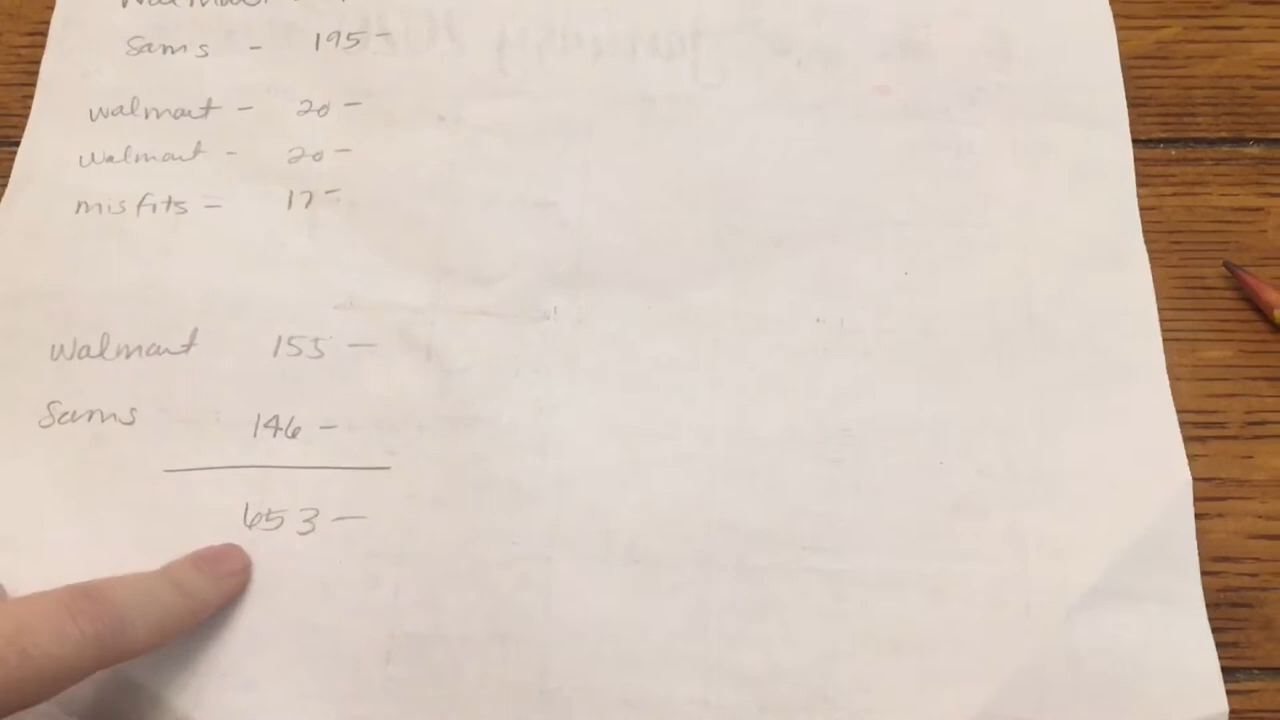 Sams - 195-
Walmart - 20-
Walmart - 20-
misfits - 17-
Walmart 155-
Sams 146-
653-